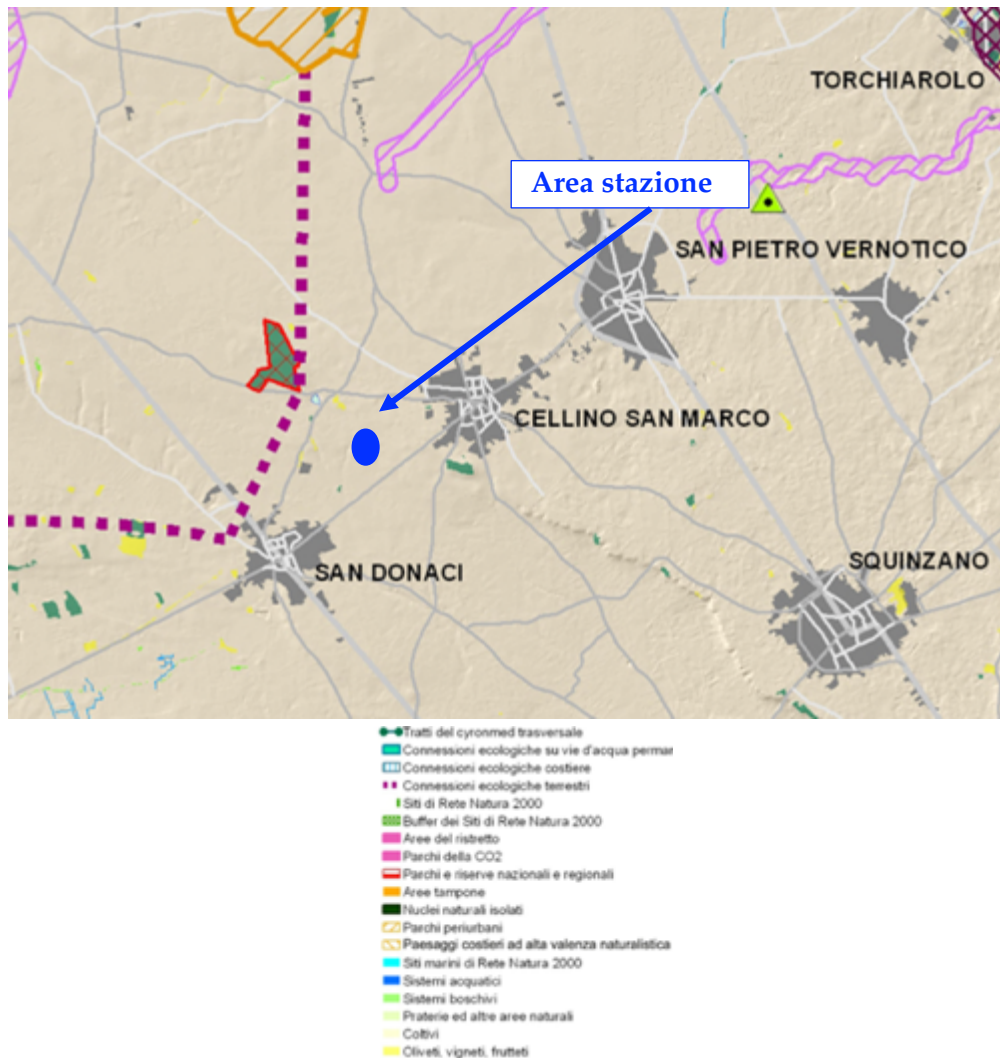 TORCHIAROLO
Area stazione
SAN PIETRO VERNOTICO
CELLINO SAN MARCO
SQUINZANO
SAN DONACI
Tratti del cyronmed trasversale
Connessioni ecologiche su vie d'acqua permar
Connessioni ecologiche costiere
Connessioni ecologiche terrestri
Siti di Rete Natura 2000
Buffer dei Siti di Rete Natura 2000
Aree del ristretto
Parchi della CO2
Parchi e riserve nazionali e regionali
Aree tampone
Nuclei naturali isolati
Parchi periurbani
Paesaggi costieri ad alta valenza naturalistica
Siti marini di Rete Natura 2000
Sistemi acquatici
Sistemi boschivi
Praterie ed altre aree naturali
Coltivi
Oliveti, vigneti, frutteti